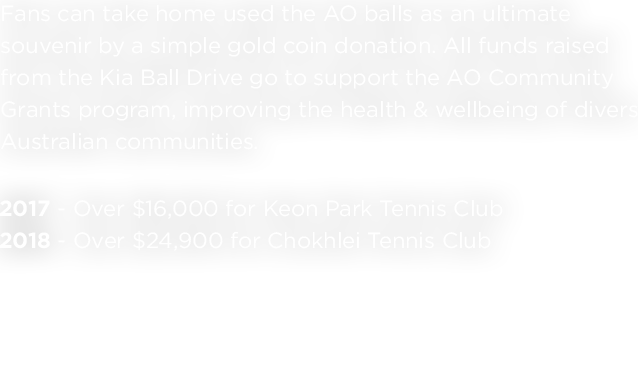 Fans can take home used the AO balls as an ultimate
souvenir by a simple gold coin donation. All funds raised
from the Kia Ball Drive go to support the AO Community
Grants program, improving the health & wellbeing of divers
Australian communities.
2017 - Over $16,000 for Keon Park Tennis Club
2018 - Over $24,900 for Chokhlei Tennis Club